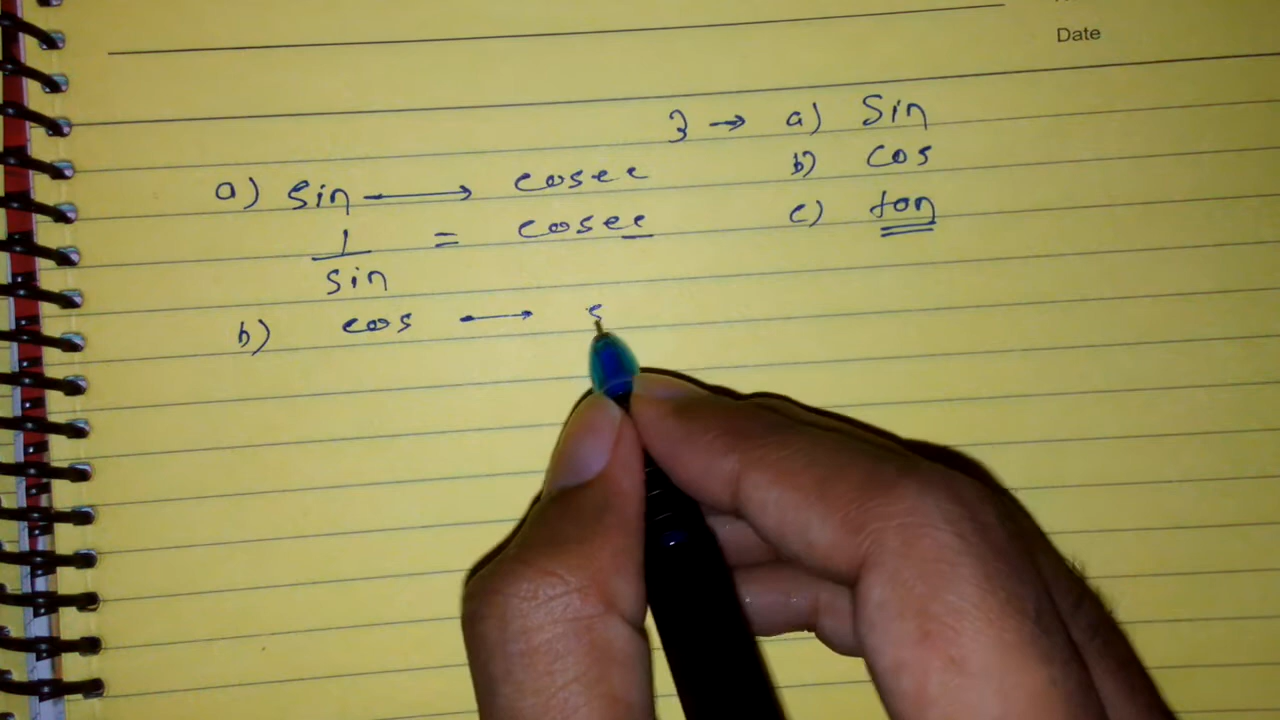 Date
3 → a) Sin
b) cos
c) tan
a) sin → cosec
1/sin = cosec
b) cos → s